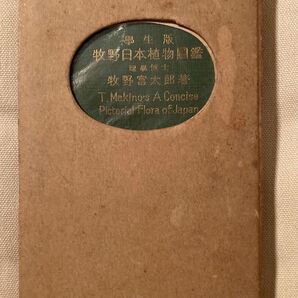 學生版
牧野日本植物圖鑑
理學博士
牧野富太郎著
T. Makino's A Concise
Pictorial Flora of Japan